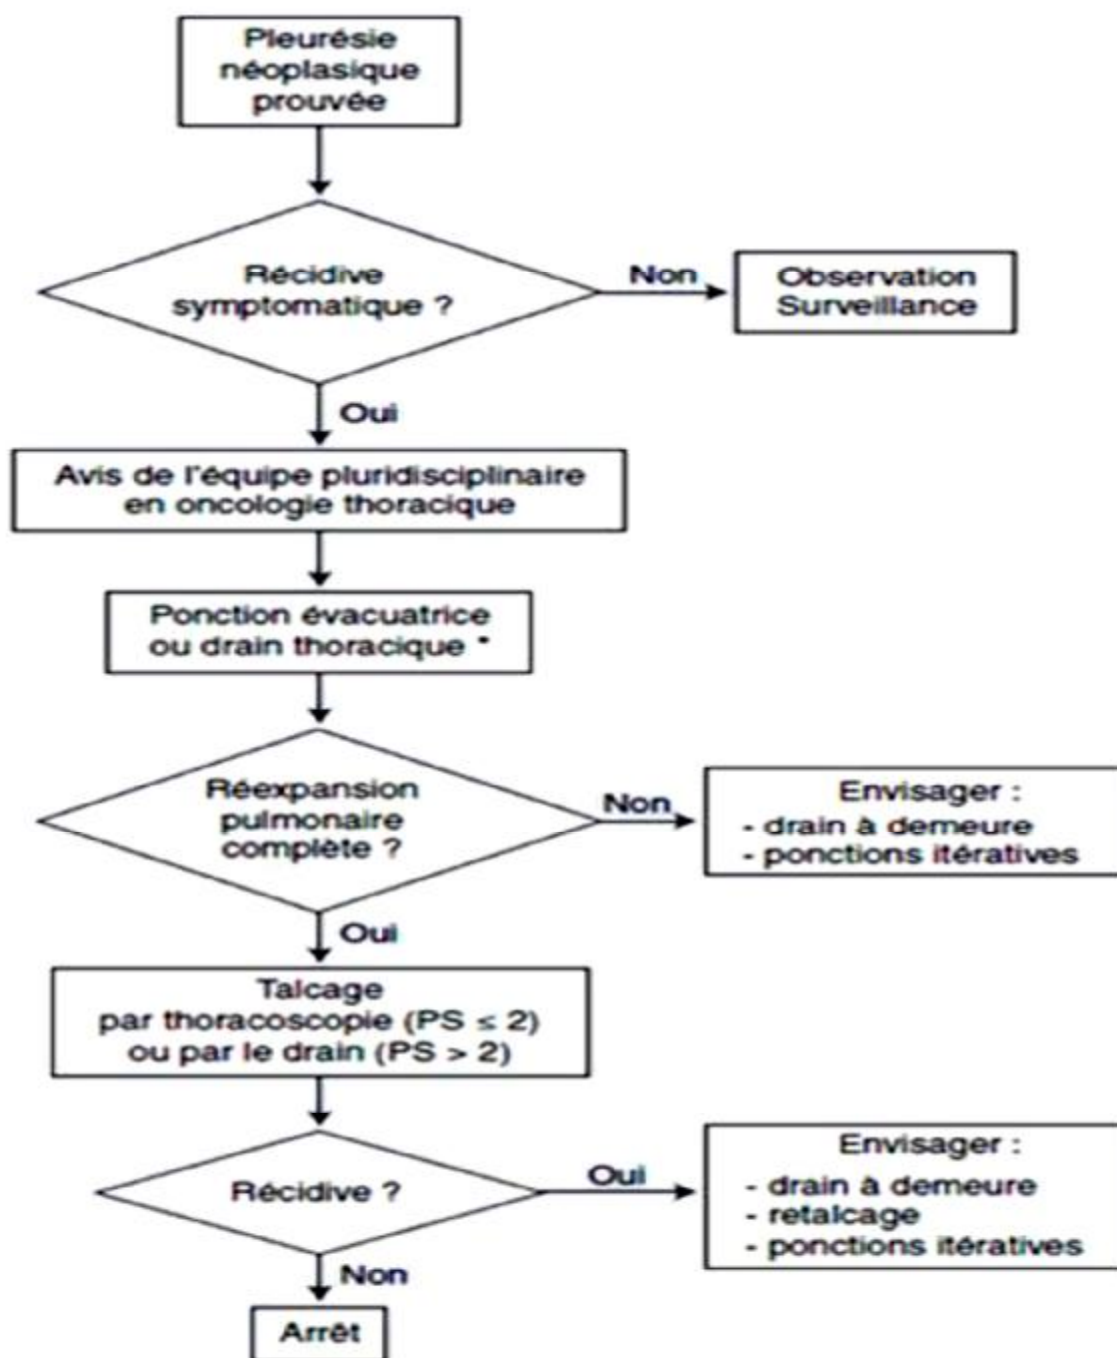 Pleurésie
néoplasique
prouvée
Récidive
symptomatique ?
Non
Observation
Surveillance
Oui
Avis de l'équipe pluridisciplinaire
en oncologie thoracique
Ponction évacuatrice
ou drain thoracique *
Réexpansion
pulmonaire
complète ?
Non
Envisager :
- drain à demeure
- ponctions itératives
Oui
Talcage
par thoracoscopie (PS ≤ 2)
ou par le drain (PS > 2)
Récidive ?
Oui
Envisager :
- drain à demeure
- retalcage
- ponctions itératives
Non
Arrêt